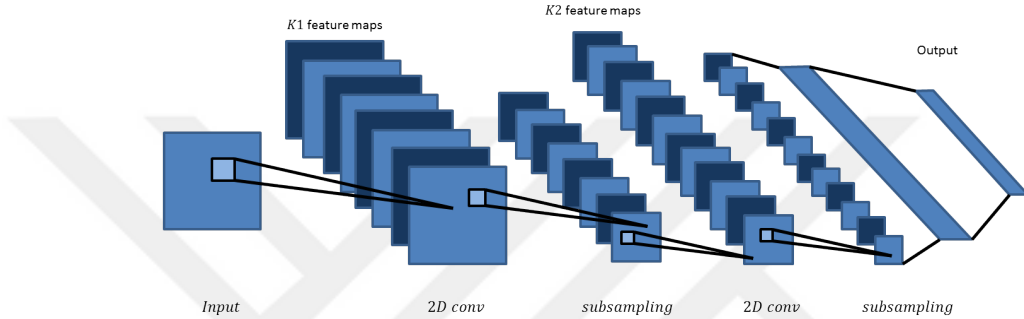 K1 feature maps
K2 feature maps
Output
Input
2D conv
subsampling
2D conv
subsampling